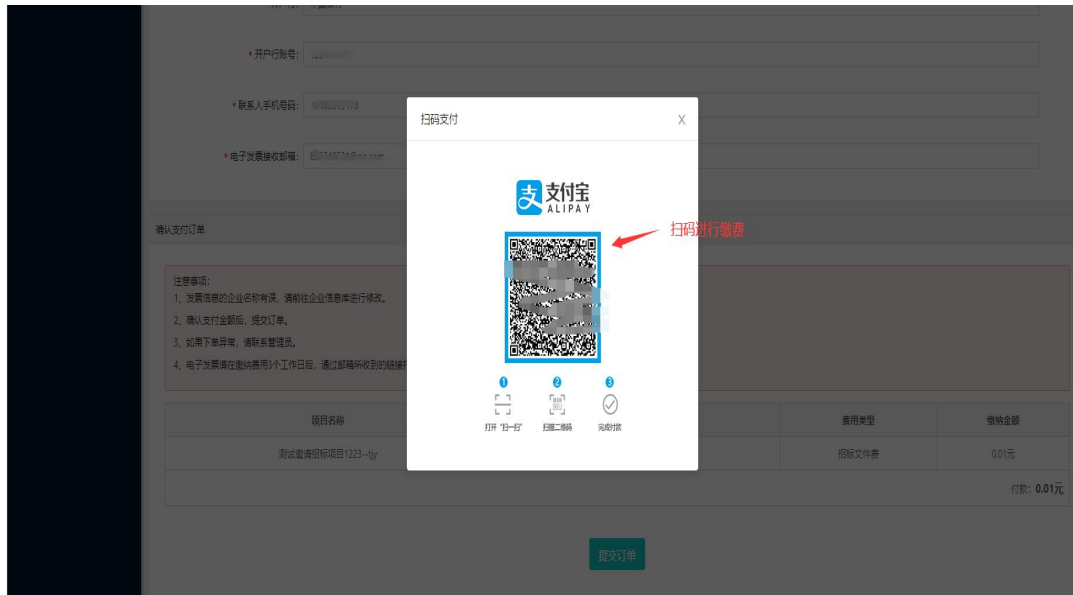 *开户行账号:
*联系人手机号码:
*电子发票接收邮箱:
扫码支付 X
支付宝
ALIPAY
扫码进行缴费
1 2 3
打开“扫一扫” 扫描二维码 完成付款
确认支付订单
注意事项:
1、发票信息的企业名称有误，请前往企业信息库进行修改。
2、确认支付金额后，提交订单。
3、如果下单异常，请联系管理员。
4、电子发票请在缴纳费用3个工作日后，通过邮箱所收到的链接
项目名称 费用类型 缴纳金额
测试邀请招标项目1223--tjy 招标文件费 0.01元
付款: 0.01元
提交订单